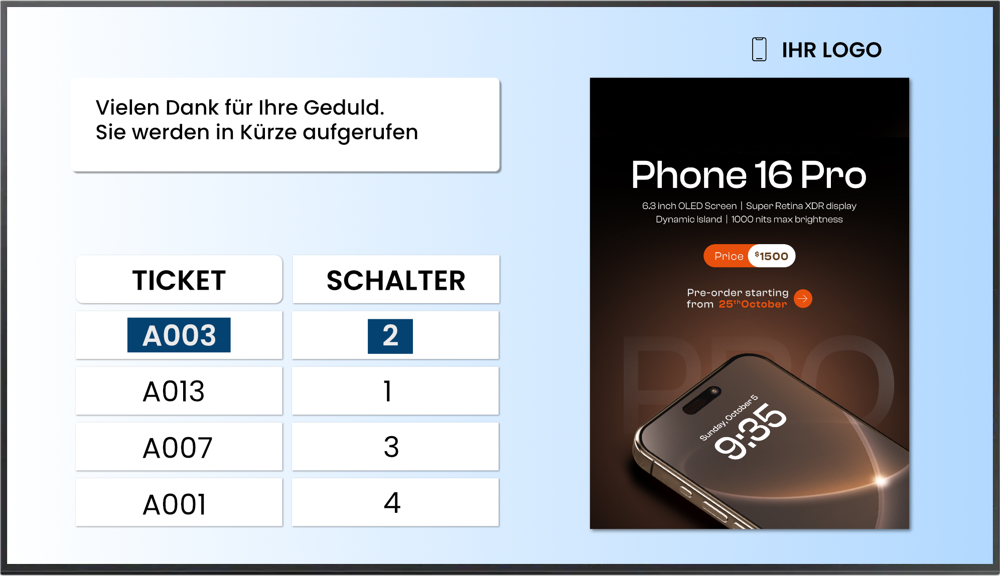 IHR LOGO
Vielen Dank für Ihre Geduld.
Sie werden in Kürze aufgerufen
TICKET SCHALTER
A003 2
A013 1
A007 3
A001 4
Phone 16 Pro
6.3 inch OLED Screen | Super Retina XDR display
Dynamic Island | 1000 nits max brightness
Price $1500
Pre-order starting
from 25thOctober
PRO
Sunday, October 5
9:35